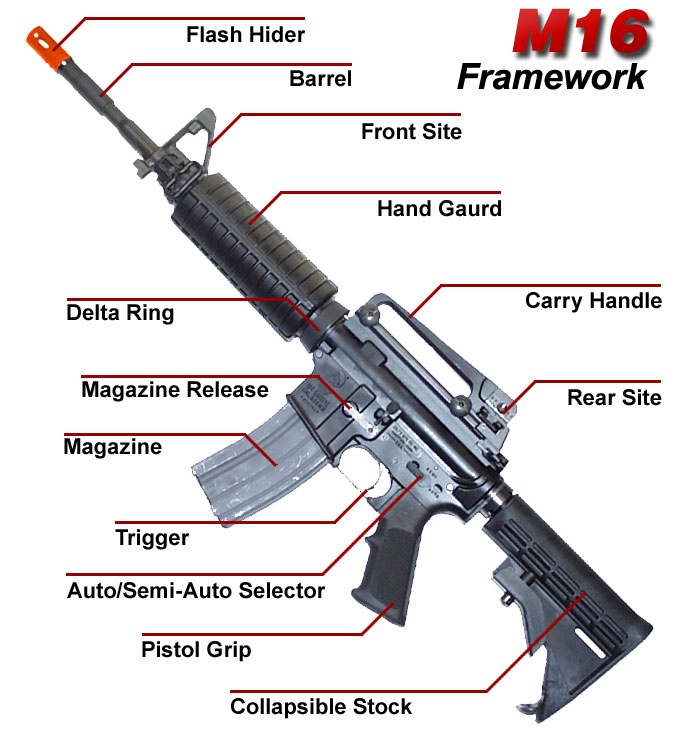 M16
Framework
Flash Hider
Barrel
Front Site
Hand Gaurd
Carry Handle
Delta Ring
Magazine Release
Rear Site
Magazine
Trigger
Auto/Semi-Auto Selector
Pistol Grip
Collapsible Stock